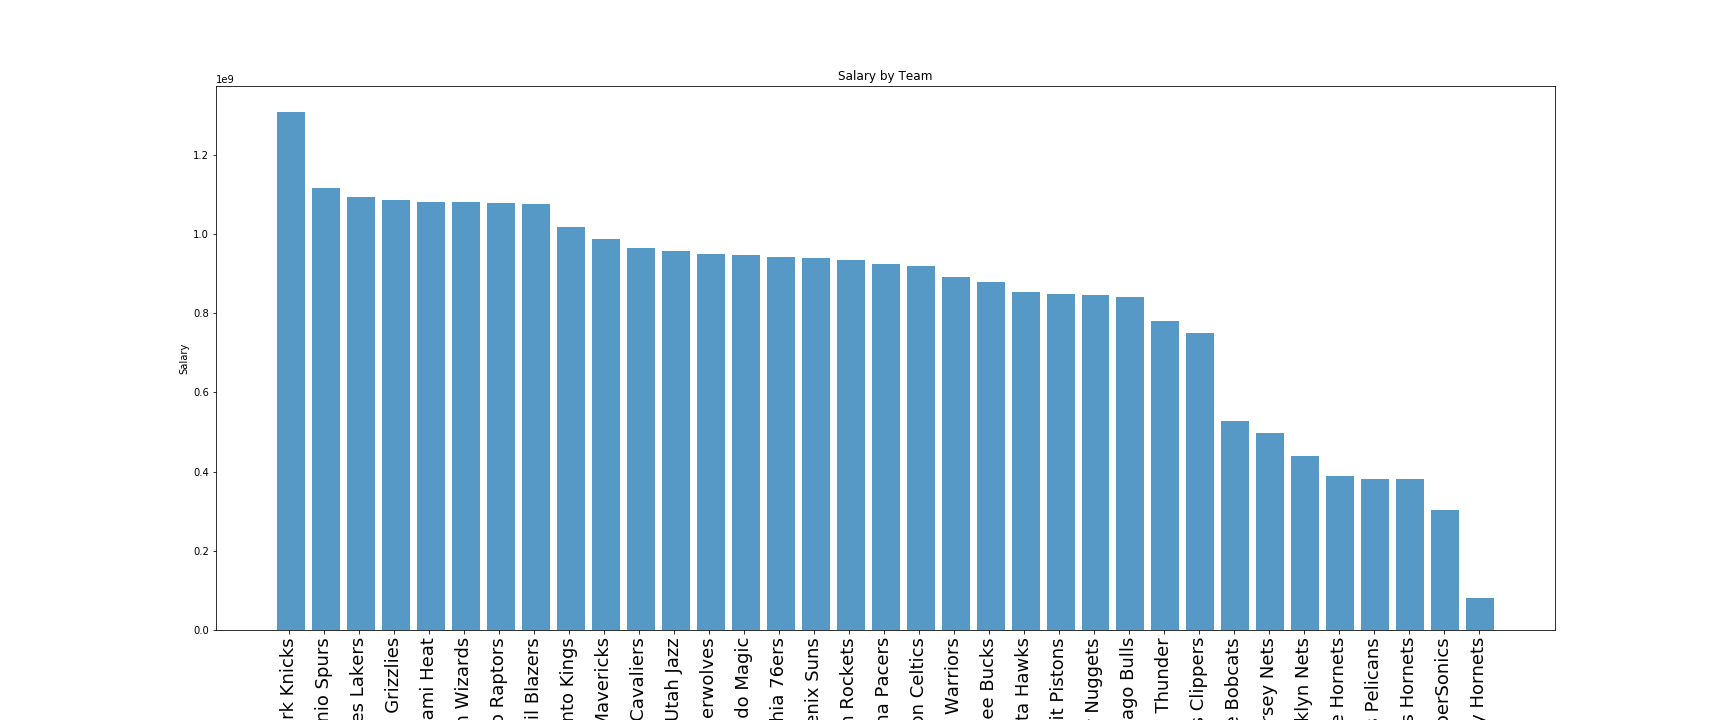 Salary by Team
1e9
1.2
1.0
0.8
0.6
0.4
0.2
0.0
Salary
rk Knicks
nio Spurs
es Lakers
Grizzlies
ami Heat
n Wizards
o Raptors
il Blazers
nto Kings
Mavericks
Cavaliers
Utah Jazz
erwolves
do Magic
hia 76ers
enix Suns
n Rockets
na Pacers
on Celtics
Warriors
ee Bucks
ta Hawks
it Pistons
Nuggets
ago Bulls
Thunder
s Clippers
e Bobcats
rsey Nets
klyn Nets
e Hornets
s Pelicans
s Hornets
perSonics
y Hornets